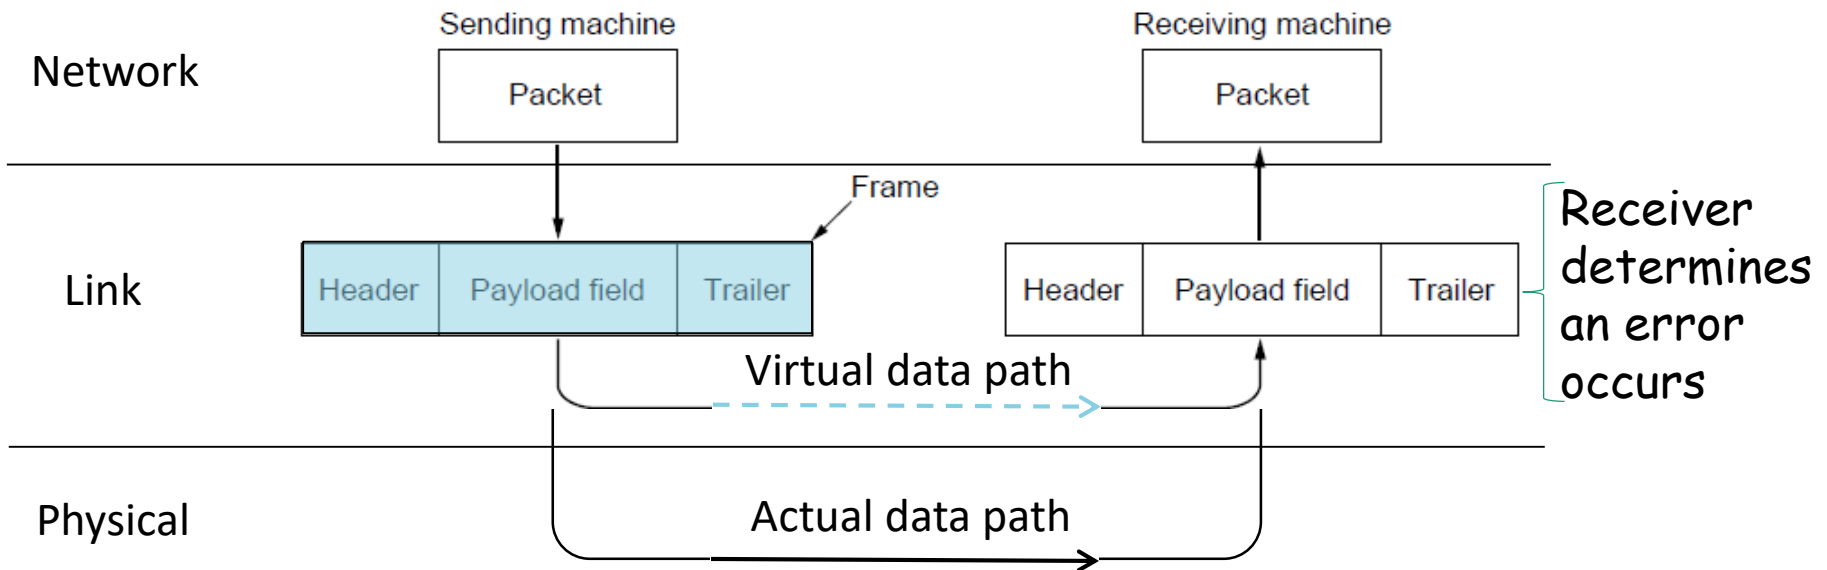 Sending machine
Receiving machine
Network
Packet
Packet
Frame
Link
Header
Payload field
Trailer
Header
Payload field
Trailer
Receiver
determines
an error
occurs
Virtual data path
Physical
Actual data path